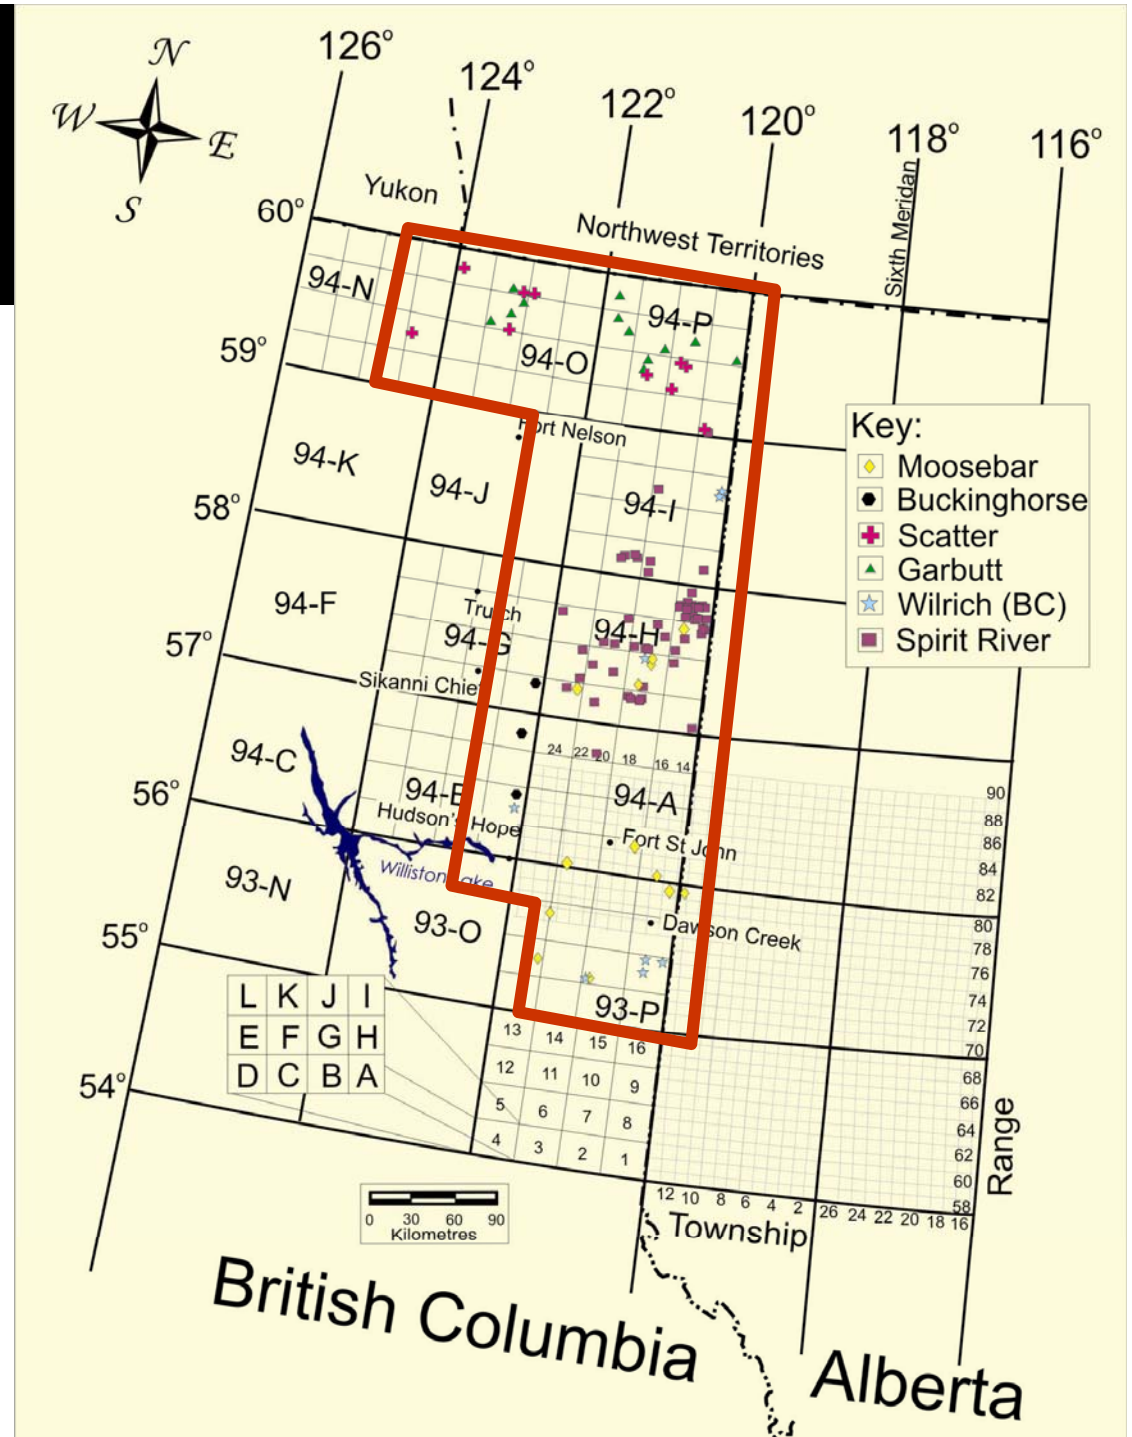 126°
124°
122°
120°
118°
116°
N
W
E
S
Yukon
Northwest Territories
Sixth Meridan
60°
59°
58°
57°
56°
55°
54°
94-N
94-O
94-P
Fort Nelson
94-K
94-J
94-I
Key:
Moosebar
Buckinghorse
Scatter
Garbutt
Wilrich (BC)
Spirit River
94-F
Trutch
94-G
94-H
Sikanni Chief
94-C
94-B
24 22 20 18 16 14
94-A
Hudson's Hope
Fort St John
Williston Lake
93-N
93-O
Dawson Creek
93-P
90
88
86
84
82
80
78
76
74
72
70
68
66
64
62
60
58
Range
L K J I
E F G H
D C B A
13 14 15 16
12 11 10 9
5 6 7 8
4 3 2 1
12 10 8 6 4 2 26 24 22 20 18 16
Township
0 30 60 90
Kilometres
British Columbia
Alberta